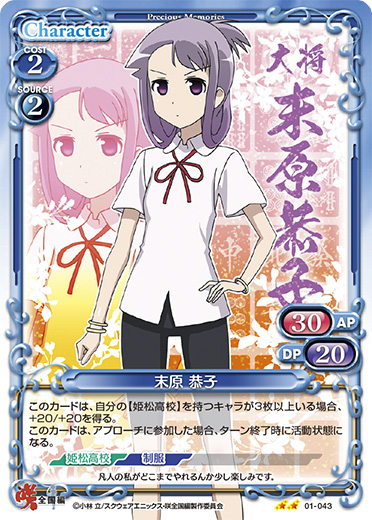 Precious Memories
Character
COST
2
SOURCE
2
大将
末原恭子
30 AP
DP 20
末原 恭子
このカードは、自分の【姫松高校】を持つキャラが3枚以上いる場合、
+20/+20を得る。
このカードは、アプローチに参加した場合、ターン終了時に活動状態に
なる。
姫松高校 制服
凡人の私がどこまでやれるんか少し楽しみです。
咲 全国編
©小林 立/スクウェアエニックス・咲全国編製作委員会
01-043